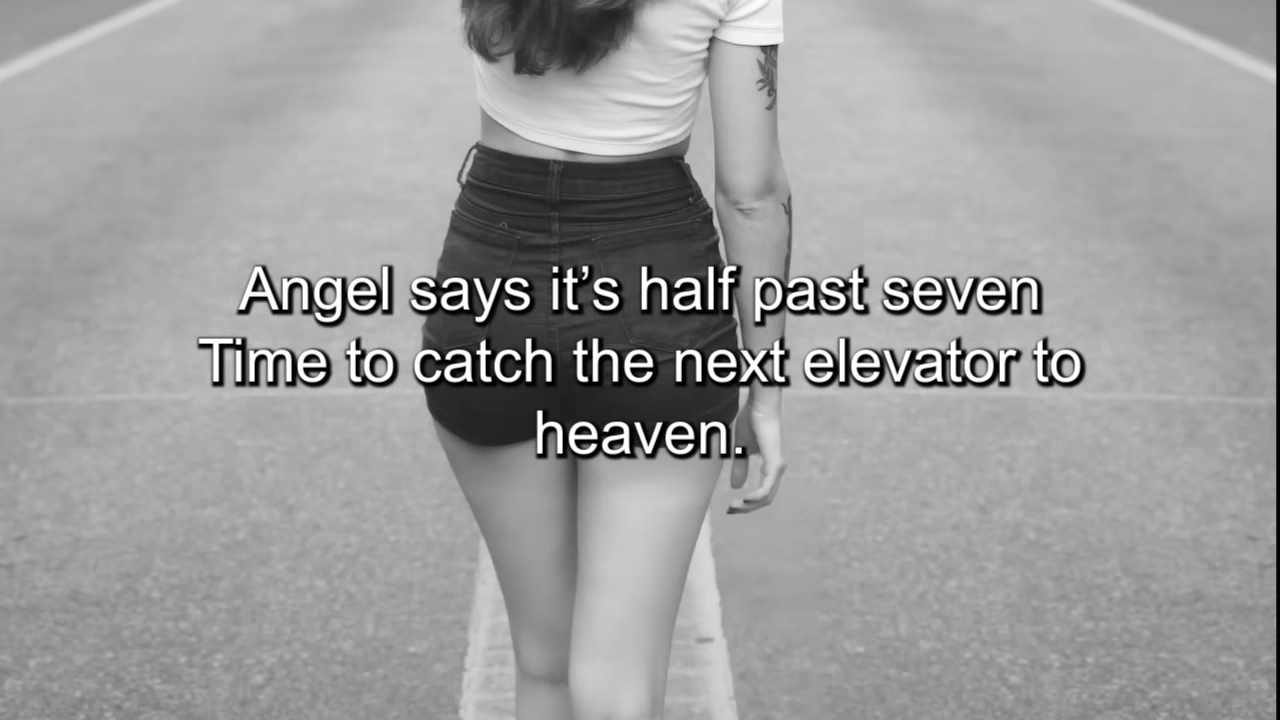 Angel says it’s half past seven
Time to catch the next elevator to
heaven.